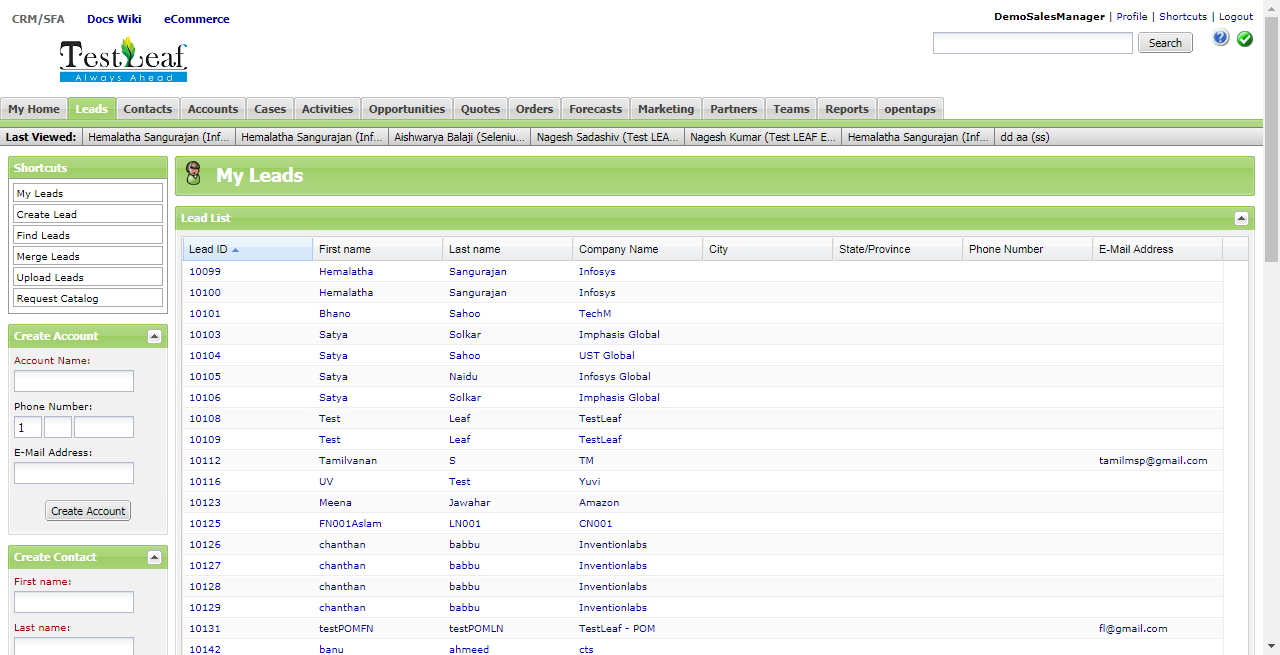 CRM/SFA Docs Wiki eCommerce
DemoSalesManager | Profile | Shortcuts | Logout
TestLeaf
Always Ahead
Search
My Home Leads Contacts Accounts Cases Activities Opportunities Quotes Orders Forecasts Marketing Partners Teams Reports opentaps
Last Viewed: Hemalatha Sangurajan (Inf... Hemalatha Sangurajan (Inf... Aishwarya Balaji (Seleniu... Nagesh Sadashiv (Test LEA... Nagesh Kumar (Test LEAF E... Hemalatha Sangurajan (Inf... dd aa (ss)
Shortcuts
My Leads
Create Lead
Find Leads
Merge Leads
Upload Leads
Request Catalog
Create Account
Account Name:
Phone Number:
1
E-Mail Address:
Create Account
Create Contact
First name:
Last name:
My Leads
Lead List
Lead ID First name Last name Company Name City State/Province Phone Number E-Mail Address
10099 Hemalatha Sangurajan Infosys
10100 Hemalatha Sangurajan Infosys
10101 Bhano Sahoo TechM
10103 Satya Solkar Imphasis Global
10104 Satya Sahoo UST Global
10105 Satya Naidu Infosys Global
10106 Satya Solkar Imphasis Global
10108 Test Leaf TestLeaf
10109 Test Leaf TestLeaf
10112 Tamilvanan S TM tamilmsp@gmail.com
10116 UV Test Yuvi
10123 Meena Jawahar Amazon
10125 FN001Aslam LN001 CN001
10126 chanthan babbu Inventionlabs
10127 chanthan babbu Inventionlabs
10128 chanthan babbu Inventionlabs
10129 chanthan babbu Inventionlabs
10131 testPOMFN testPOMLN TestLeaf - POM fl@gmail.com
10142 banu ahmeed cts